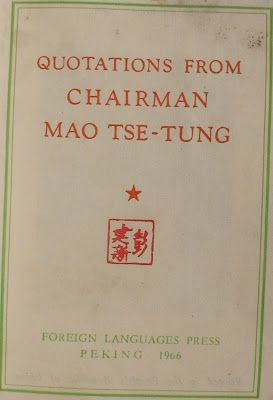 QUOTATIONS FROM
CHAIRMAN
MAO TSE-TUNG
FOREIGN LANGUAGES PRESS
PEKING 1966